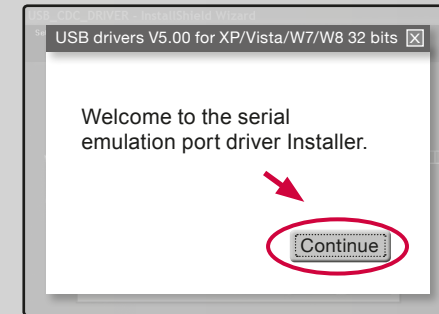 USB_CDC_DRIVER - InstallShield Wizard
USB drivers V5.00 for XP/Vista/W7/W8 32 bits
Welcome to the serial
emulation port driver Installer.
Continue